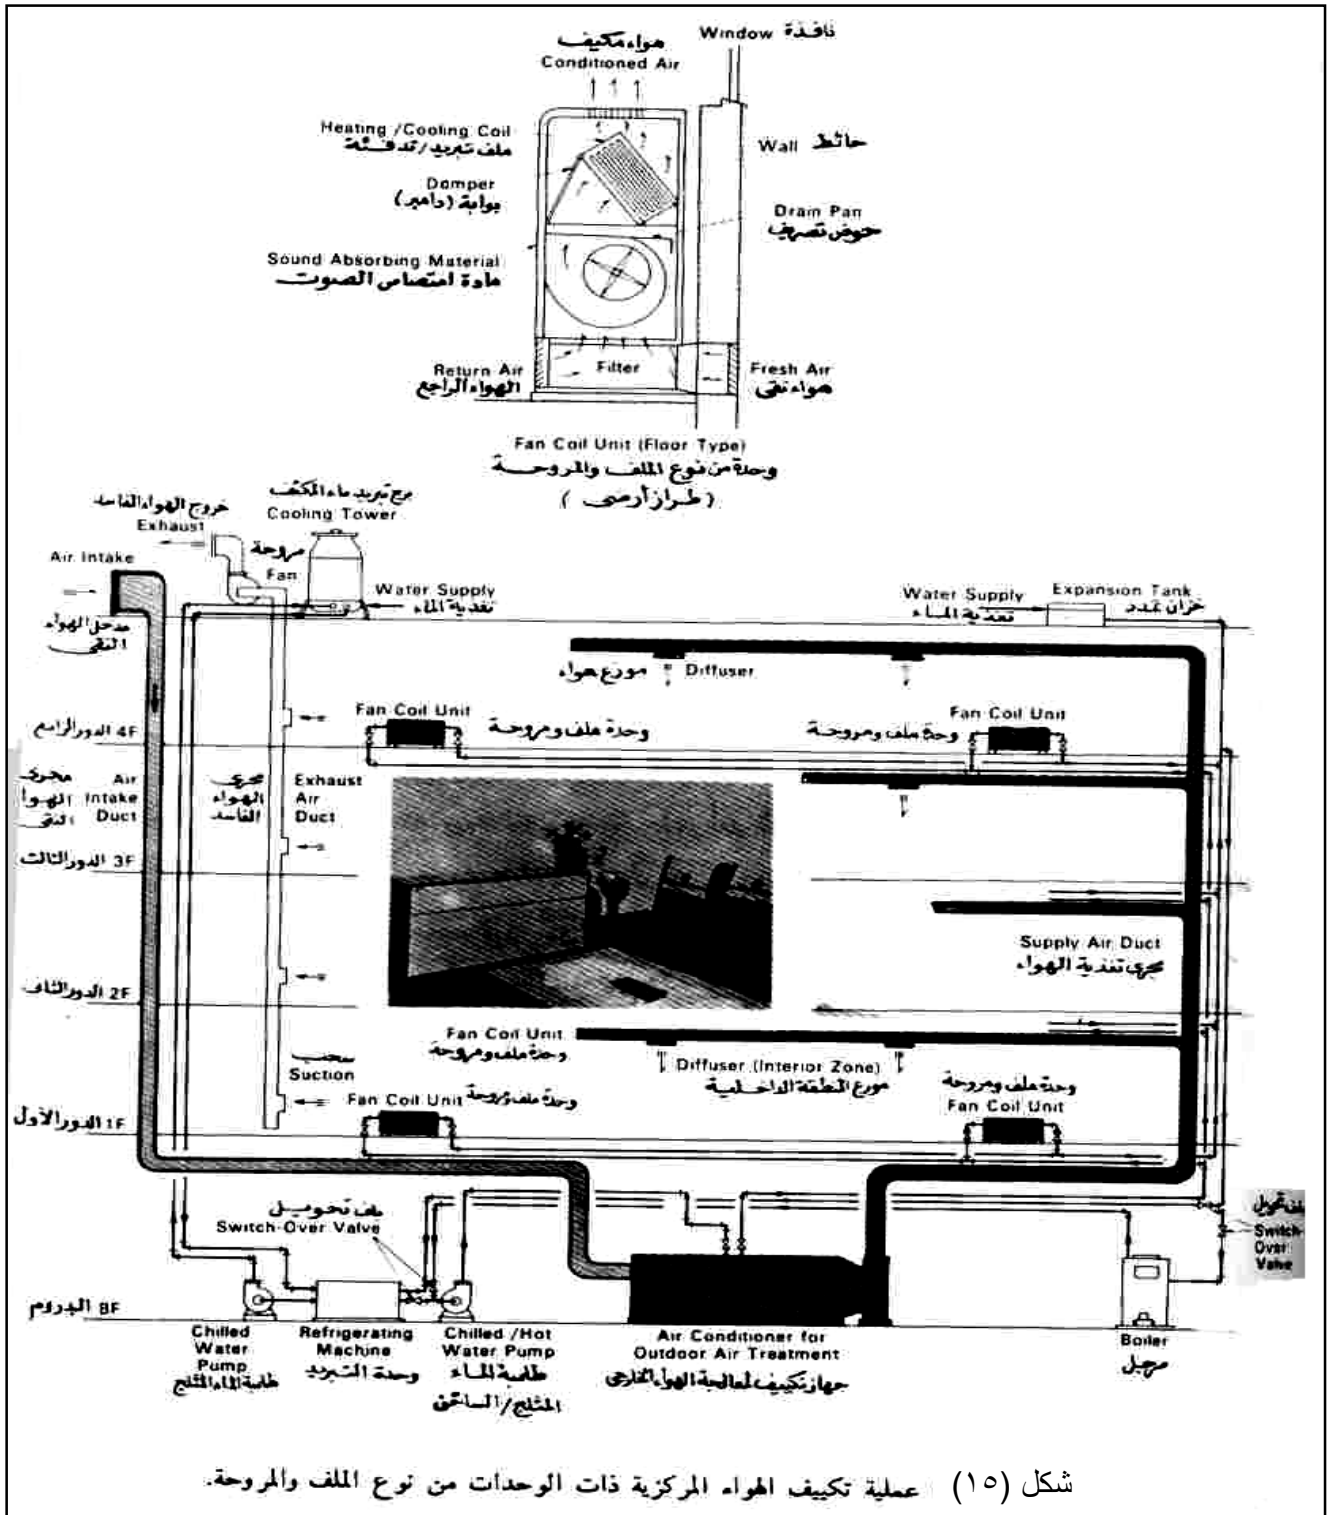 نافذة Window
هواء مكيف
Conditioned Air
Heating /Cooling Coil
ملف تبريد/تدفئة
Wall حائط
Damper
بوابة (دامبر)
Drain Pan
حوض تصريف
Sound Absorbing Material
مادة امتصاص الصوت
Return Air
الهواء الراجع
Filter
Fresh Air
هواء نقى
Fan Coil Unit (Floor Type)
وحدة من نوع الملف والمروحة
(طراز أرضى)
خروج الهواء الفاسد
Exhaust
برج تبريد ماء المكثف
Cooling Tower
Air Intake
مدخل الهواء
النقى
مروحة
Fan
Water Supply
تغذية الماء
Water Supply
تغذية الماء
Expansion Tank
خزان تمدد
موزع هواء
Diffuser
Fan Coil Unit
وحدة ملف ومروحة
Fan Coil Unit
وحدة ملف ومروحة
4F الدور الرابع
مجرى Air
الهواء Intake
النقى Duct
مجرى Exhaust
الهواء Air
الفاسد Duct
3F الدور الثالث
Supply Air Duct
مجرى تغذية الهواء
2F الدور الثانى
Fan Coil Unit
وحدة ملف ومروحة
Diffuser (Interior Zone)
موزع المنطقة الداخلية
سحب
Suction
Fan Coil Unit وحدة ملف ومروحة
وحدة ملف ومروحة
Fan Coil Unit
1F الدور الأول
Switch-Over Valve
Switch-
Over
Valve
BF البدروم
Chilled
Water
Pump
طلمبة الماء المثلج
Refrigerating
Machine
وحدة التبريد
Chilled /Hot
Water Pump
طلمبة الماء
المثلج/الساخن
Air Conditioner for
Outdoor Air Treatment
جهاز تكييف لمعالجة الهواء الخارجى
Boiler
مرجل
شكل (١٥) عملية تكييف الهواء المركزية ذات الوحدات من نوع الملف والمروحة.